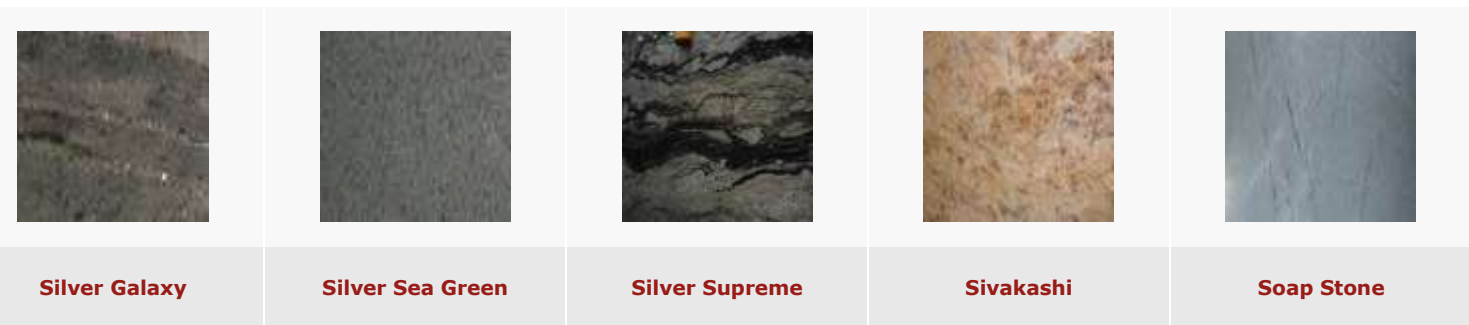 Silver Galaxy
Silver Sea Green
Silver Supreme
Sivakashi
Soap Stone